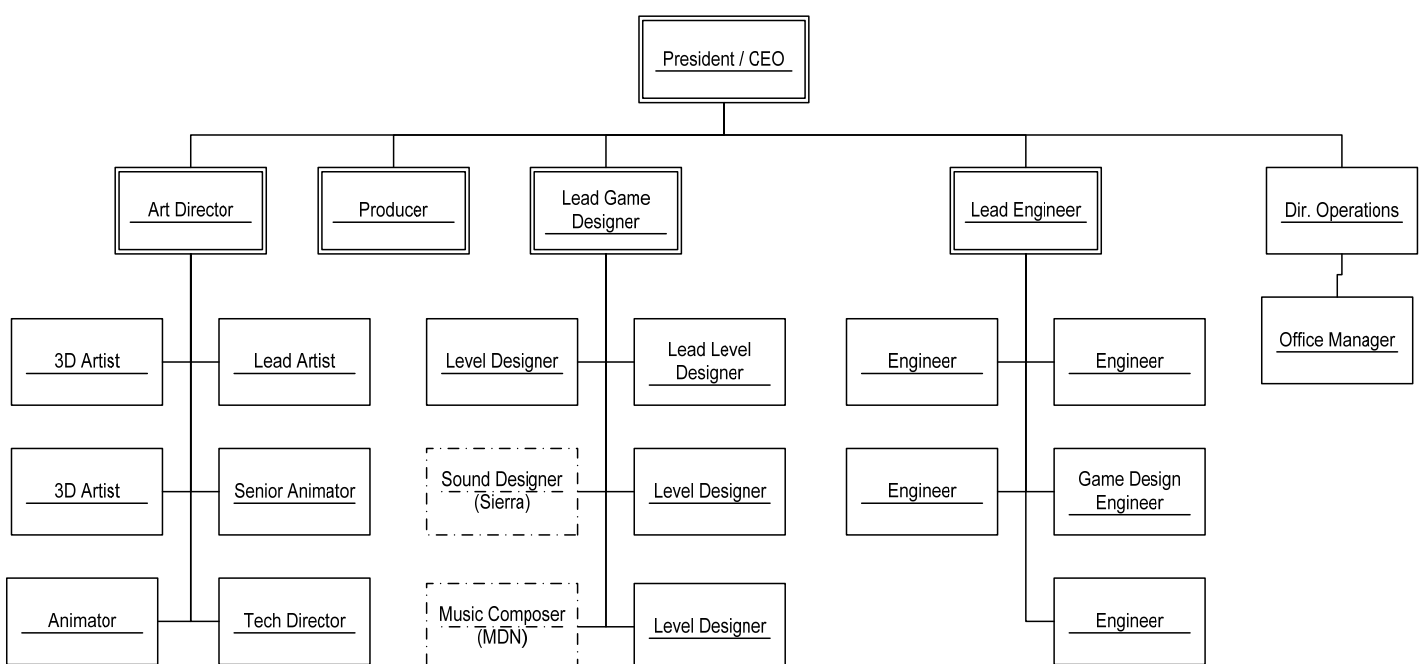 President / CEO
Art Director
Producer
Lead Game
Designer
Lead Engineer
Dir. Operations
3D Artist
Lead Artist
Level Designer
Lead Level
Designer
Engineer
Engineer
Office Manager
3D Artist
Senior Animator
Sound Designer
(Sierra)
Level Designer
Engineer
Game Design
Engineer
Animator
Tech Director
Music Composer
(MDN)
Level Designer
Engineer